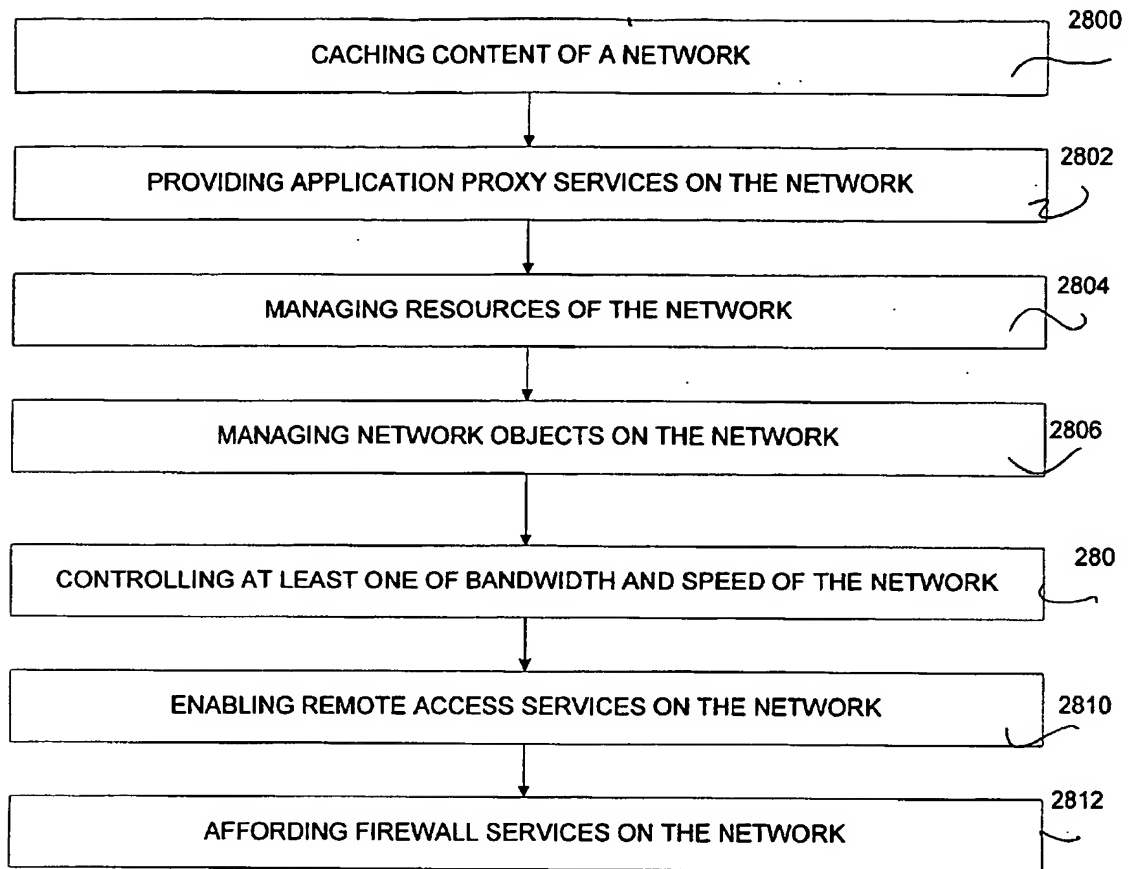 2800
CACHING CONTENT OF A NETWORK
2802
PROVIDING APPLICATION PROXY SERVICES ON THE NETWORK
2804
MANAGING RESOURCES OF THE NETWORK
2806
MANAGING NETWORK OBJECTS ON THE NETWORK
280
CONTROLLING AT LEAST ONE OF BANDWIDTH AND SPEED OF THE NETWORK
2810
ENABLING REMOTE ACCESS SERVICES ON THE NETWORK
2812
AFFORDING FIREWALL SERVICES ON THE NETWORK